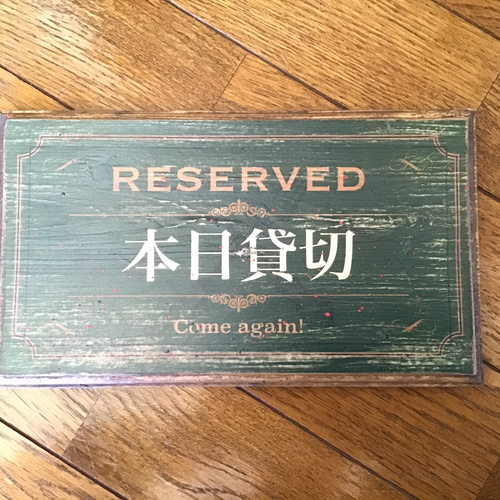 RESERVED
本日貸切
Come again!